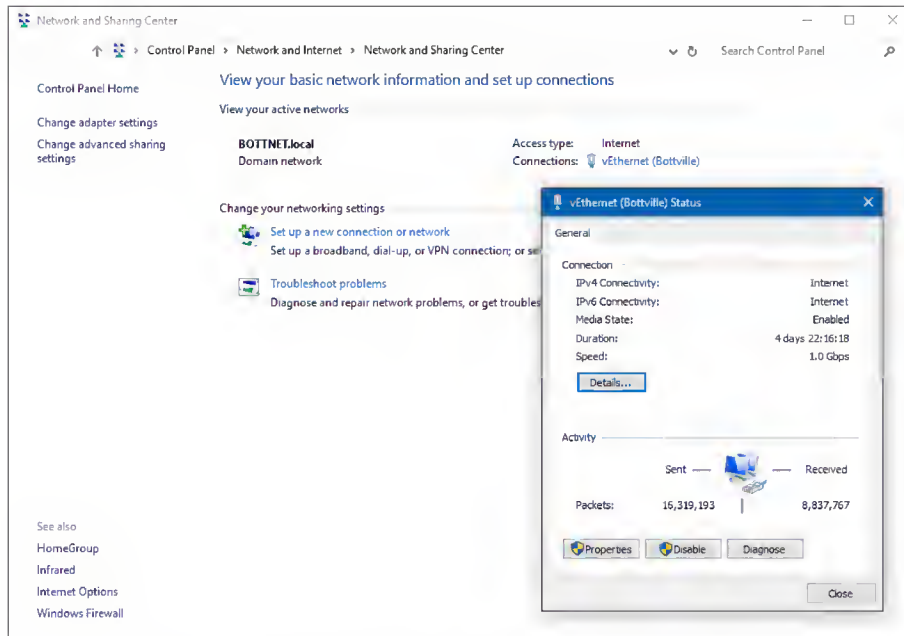 Network and Sharing Center
Control Panel > Network and Internet > Network and Sharing Center
Search Control Panel
Control Panel Home
Change adapter settings
Change advanced sharing
settings
View your basic network information and set up connections
View your active networks
BOTTNET.local
Domain network
Access type: Internet
Connections: vEthernet (Bottville)
Change your networking settings
Set up a new connection or network
Set up a broadband, dial-up, or VPN connection; or se
Troubleshoot problems
Diagnose and repair network problems, or get troubles
See also
HomeGroup
Infrared
Internet Options
Windows Firewall
vEthernet (Bottville) Status
General
Connection
IPv4 Connectivity: Internet
IPv6 Connectivity: Internet
Media State: Enabled
Duration: 4 days 22:16:18
Speed: 1.0 Gbps
Details...
Activity
Sent — Received
Packets: 16,319,193 | 8,837,767
Properties Disable Diagnose
Close